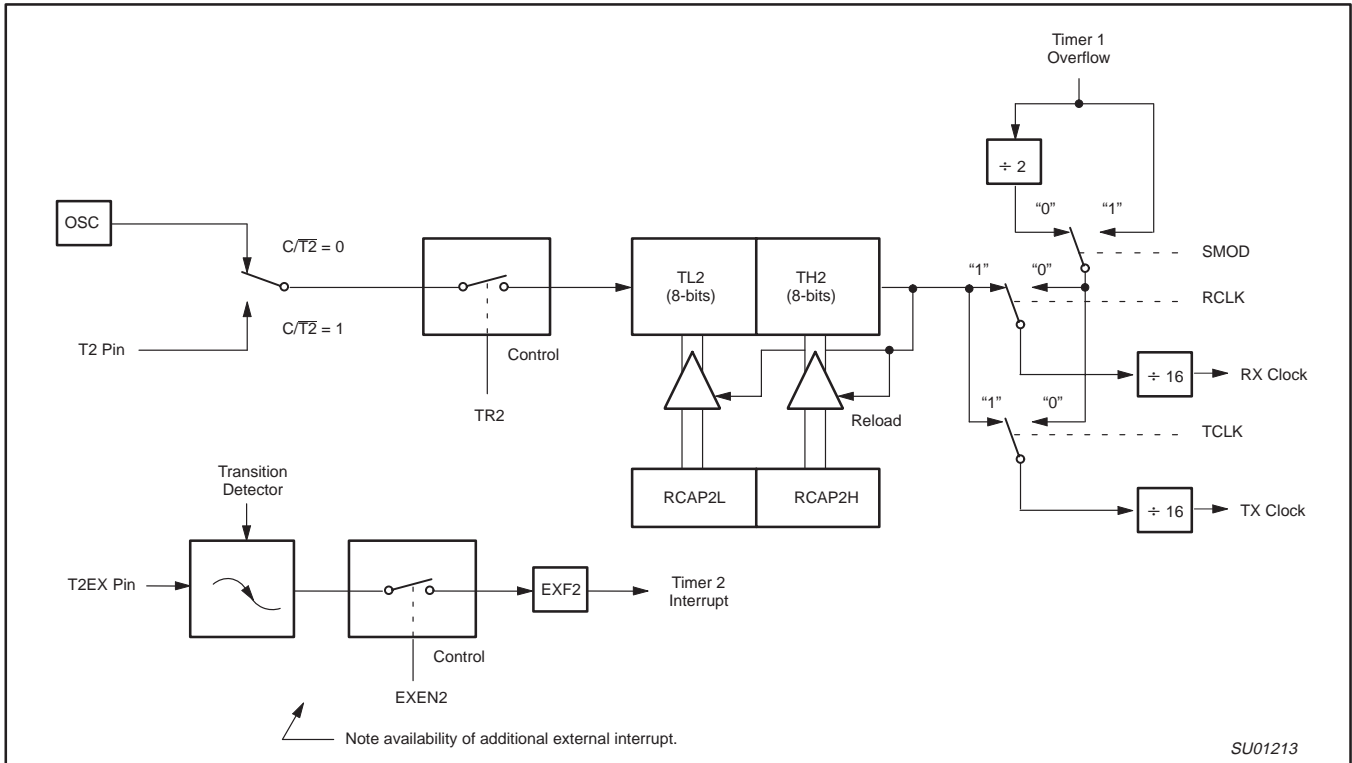 Timer 1
Overflow
÷ 2
OSC
C/T2 = 0
“0”
“1”
SMOD
TL2
(8-bits)
TH2
(8-bits)
“1”
“0”
RCLK
C/T2 = 1
T2 Pin
Control
÷ 16
RX Clock
TR2
Reload
“1”
“0”
TCLK
Transition
Detector
RCAP2L
RCAP2H
÷ 16
TX Clock
T2EX Pin
EXF2
Timer 2
Interrupt
Control
EXEN2
Note availability of additional external interrupt.
SU01213